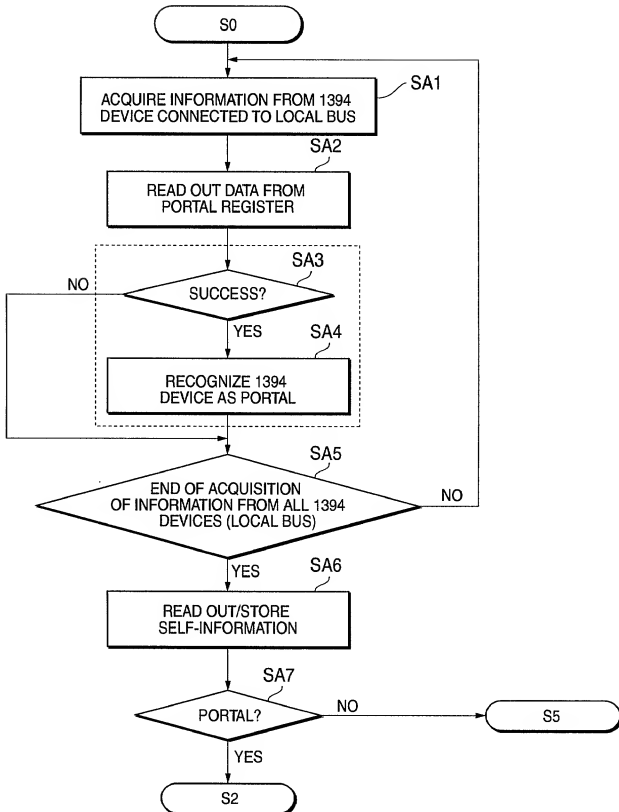 S0
SA1
ACQUIRE INFORMATION FROM 1394
DEVICE CONNECTED TO LOCAL BUS
SA2
READ OUT DATA FROM
PORTAL REGISTER
SA3
NO
SUCCESS?
YES
SA4
RECOGNIZE 1394
DEVICE AS PORTAL
SA5
END OF ACQUISITION
OF INFORMATION FROM ALL 1394
DEVICES (LOCAL BUS)
NO
YES
SA6
READ OUT/STORE
SELF-INFORMATION
SA7
PORTAL?
NO
S5
YES
S2